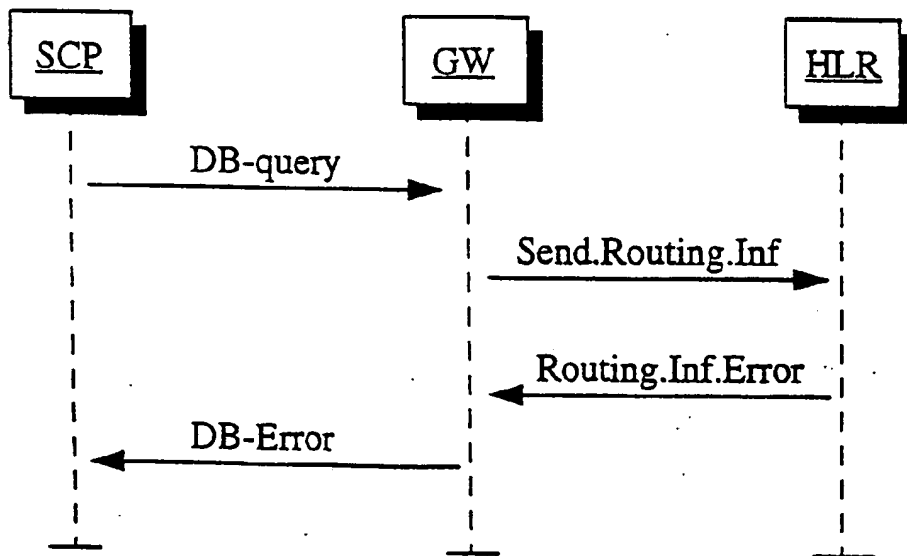 SCP
GW
HLR
DB-query
Send.Routing.Inf
Routing.Inf.Error
DB-Error